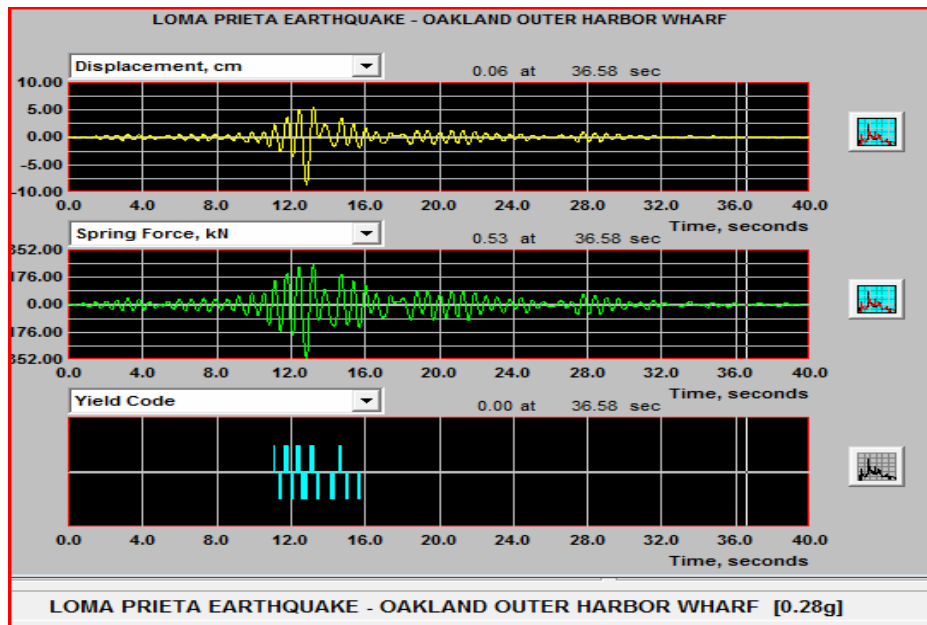 LOMA PRIETA EARTHQUAKE - OAKLAND OUTER HARBOR WHARF
Displacement, cm
0.06 at 36.58 sec
10.00
5.00
0.00
-5.00
-10.00
0.0 4.0 8.0 12.0 16.0 20.0 24.0 28.0 32.0 36.0 40.0
Time, seconds
Spring Force, kN
0.53 at 36.58 sec
352.00
176.00
0.00
176.00
352.00
0.0 4.0 8.0 12.0 16.0 20.0 24.0 28.0 32.0 36.0 40.0
Time, seconds
Yield Code
0.00 at 36.58 sec
0.0 4.0 8.0 12.0 16.0 20.0 24.0 28.0 32.0 36.0 40.0
Time, seconds
LOMA PRIETA EARTHQUAKE - OAKLAND OUTER HARBOR WHARF [0.28g]